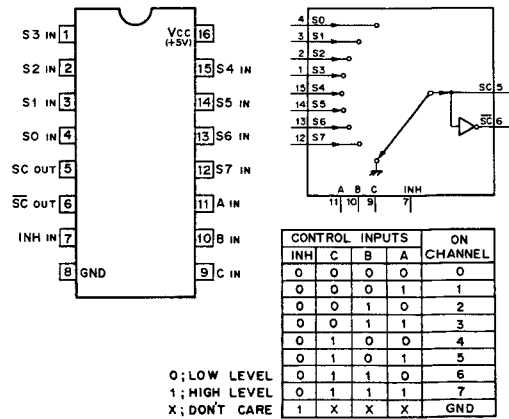 S3 IN 1
S2 IN 2
S1 IN 3
S0 IN 4
SC OUT 5
S̅C̅ OUT 6
INH IN 7
8 GND
VCC 16
(+5V)
15 S4 IN
14 S5 IN
13 S6 IN
12 S7 IN
11 A IN
10 B IN
9 C IN
4 S0
3 S1
2 S2
1 S3
15 S4
14 S5
13 S6
12 S7
SC 5
S̅C̅ 6
A B C INH
11 10 9 7
CONTROL INPUTS ON CHANNEL
INH C B A
0 0 0 0 0
0 0 0 1 1
0 0 1 0 2
0 0 1 1 3
0 1 0 0 4
0 1 0 1 5
0 1 1 0 6
0 1 1 1 7
1 X X X GND
0; LOW LEVEL
1; HIGH LEVEL
X; DON'T CARE